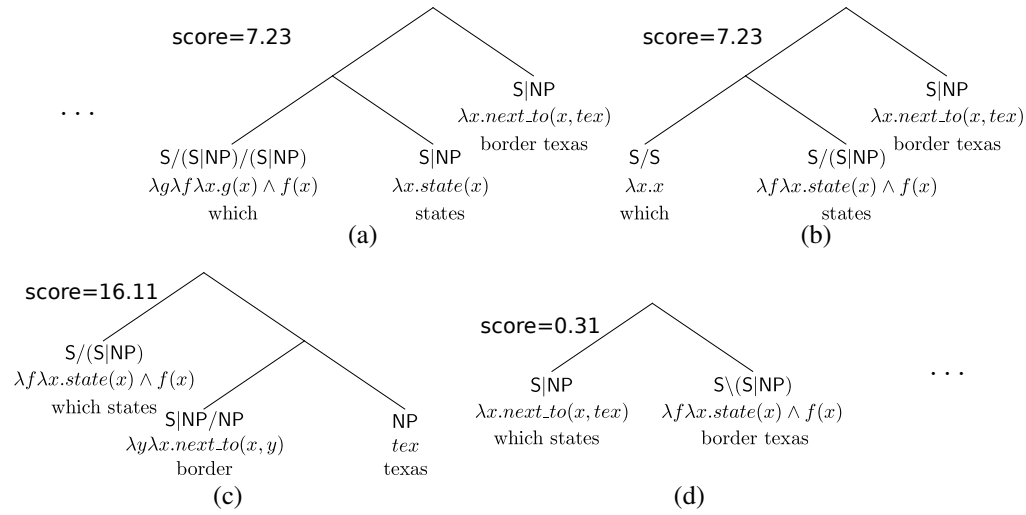 score=7.23
S|NP
λx.next_to(x, tex)
border texas
. . .
S/(S|NP)/(S|NP)
λgλfλx.g(x) ∧ f(x)
which
S|NP
λx.state(x)
states
(a)
score=7.23
S|NP
λx.next_to(x, tex)
border texas
S/S
λx.x
which
S/(S|NP)
λfλx.state(x) ∧ f(x)
states
(b)
score=16.11
S/(S|NP)
λfλx.state(x) ∧ f(x)
which states
S|NP/NP
λyλx.next_to(x, y)
border
NP
tex
texas
(c)
score=0.31
S|NP
λx.next_to(x, tex)
which states
S\(S|NP)
λfλx.state(x) ∧ f(x)
border texas
. . .
(d)